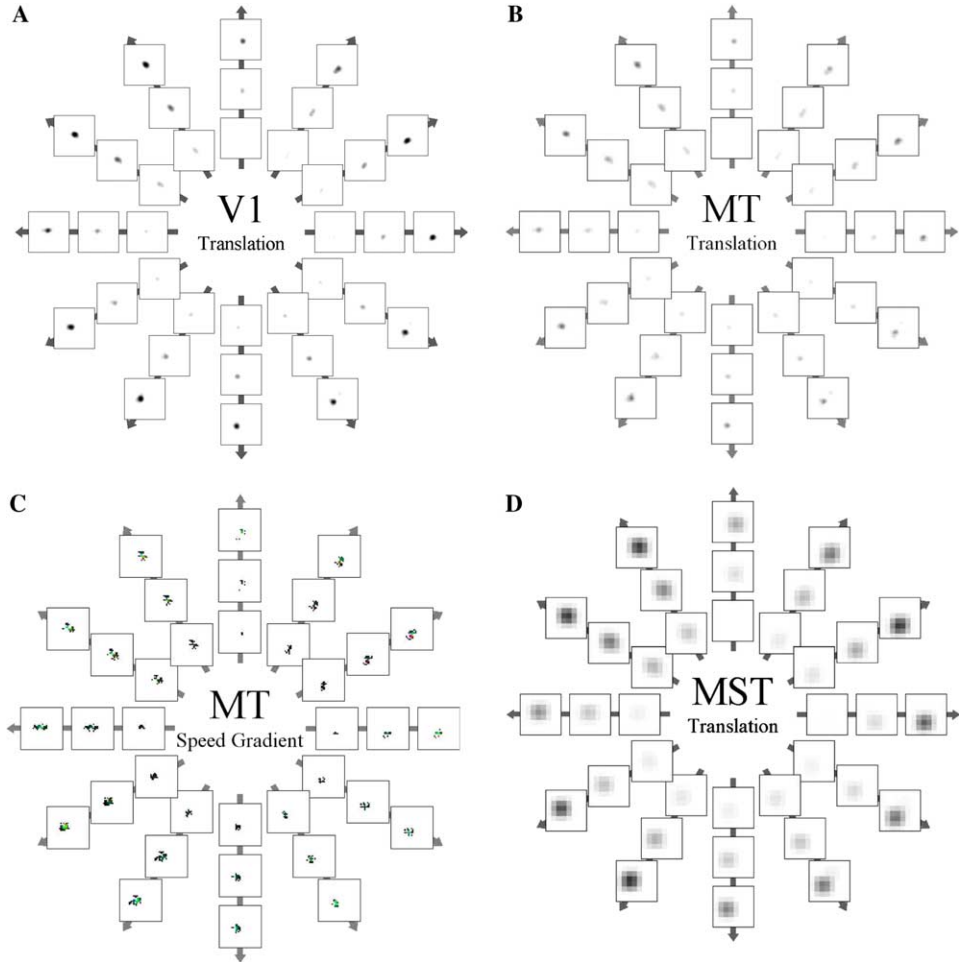 A
V1
Translation
B
MT
Translation
C
MT
Speed Gradient
D
MST
Translation